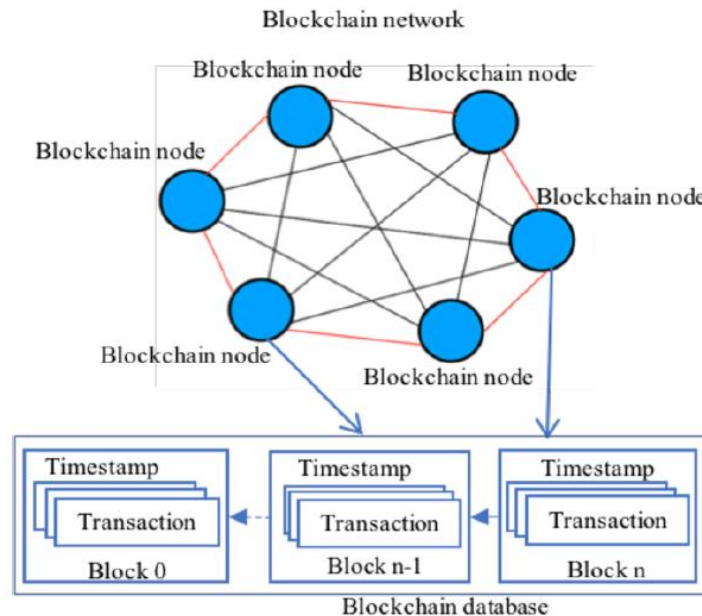 Blockchain network
Blockchain node
Blockchain node
Blockchain node
Blockchain node
Blockchain node
Blockchain node
Timestamp
Transaction
Block 0
Timestamp
Transaction
Block n-1
Timestamp
Transaction
Block n
Blockchain database